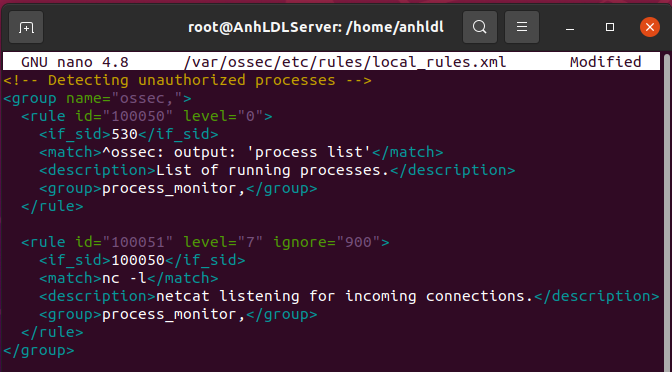 root@AnhLDLServer: /home/anhldl
GNU nano 4.8 /var/ossec/etc/rules/local_rules.xml Modified
<!-- Detecting unauthorized processes -->
<group name="ossec,">
  <rule id="100050" level="0">
    <if_sid>530</if_sid>
    <match>^ossec: output: 'process list'</match>
    <description>List of running processes.</description>
    <group>process_monitor,</group>
  </rule>

  <rule id="100051" level="7" ignore="900">
    <if_sid>100050</if_sid>
    <match>nc -l</match>
    <description>netcat listening for incoming connections.</description>
    <group>process_monitor,</group>
  </rule>
</group>